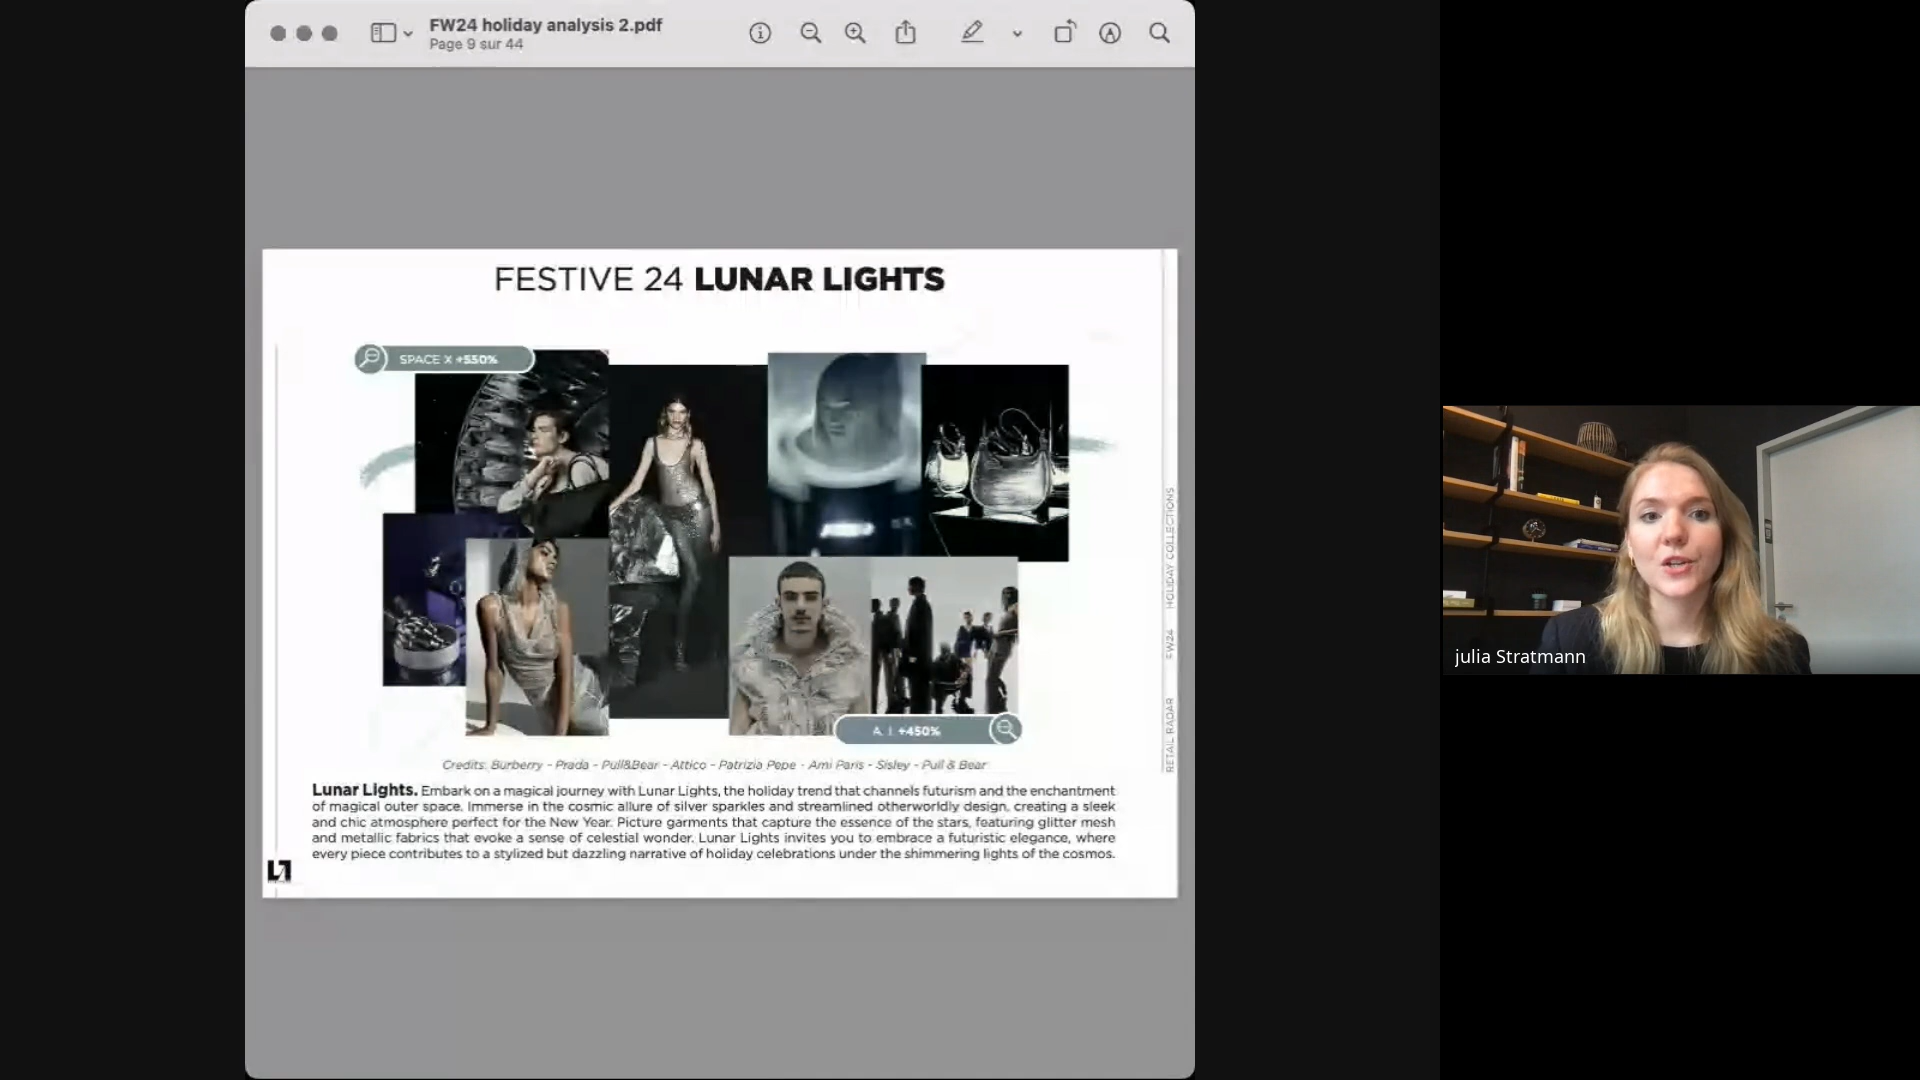 FW24 holiday analysis 2.pdf
Page 9 sur 44
FESTIVE 24 LUNAR LIGHTS
SPACE X +550%
A. I. +450%
Credits: Burberry - Prada - Pull&Bear - Attico - Patrizia Pepe - Ami Paris - Sisley - Pull & Bear
Lunar Lights. Embark on a magical journey with Lunar Lights, the holiday trend that channels futurism and the enchantment
of magical outer space. Immerse in the cosmic allure of silver sparkles and streamlined otherworldly design, creating a sleek
and chic atmosphere perfect for the New Year. Picture garments that capture the essence of the stars, featuring glitter mesh
and metallic fabrics that evoke a sense of celestial wonder. Lunar Lights invites you to embrace a futuristic elegance, where
every piece contributes to a stylized but dazzling narrative of holiday celebrations under the shimmering lights of the cosmos.
RETAIL RADAR FW24 HOLIDAY COLLECTIONS
julia Stratmann